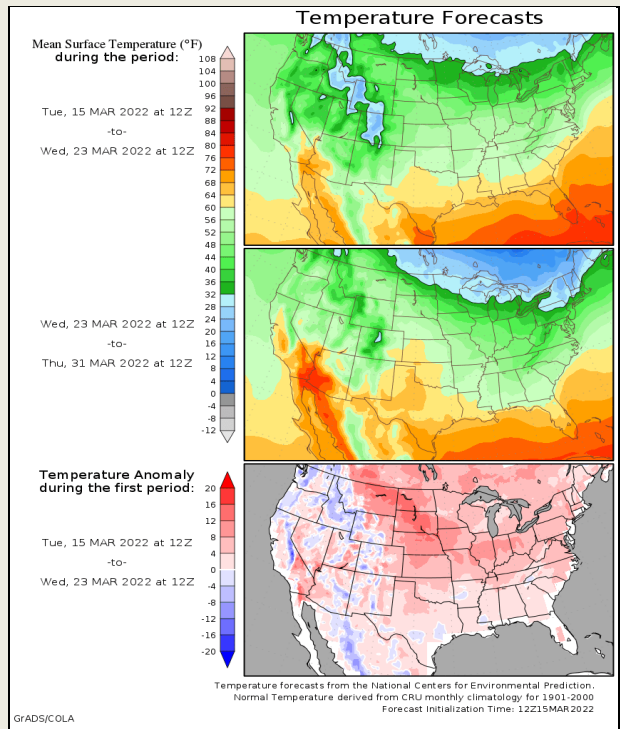 Temperature Forecasts
Mean Surface Temperature (°F)
during the period:
Tue, 15 MAR 2022 at 12Z
-to-
Wed, 23 MAR 2022 at 12Z
108
104
100
96
92
88
84
80
76
72
68
64
60
56
52
48
44
40
36
32
28
24
20
16
12
8
4
0
-4
-8
-12
Wed, 23 MAR 2022 at 12Z
-to-
Thu, 31 MAR 2022 at 12Z
Temperature Anomaly
during the first period:
Tue, 15 MAR 2022 at 12Z
-to-
Wed, 23 MAR 2022 at 12Z
20
16
12
8
4
0
-4
-8
-12
-16
-20
Temperature forecasts from the National Centers for Environmental Prediction.
Normal Temperature derived from CRU monthly climatology for 1901-2000
Forecast Initialization Time: 12Z15MAR2022
GrADS/COLA